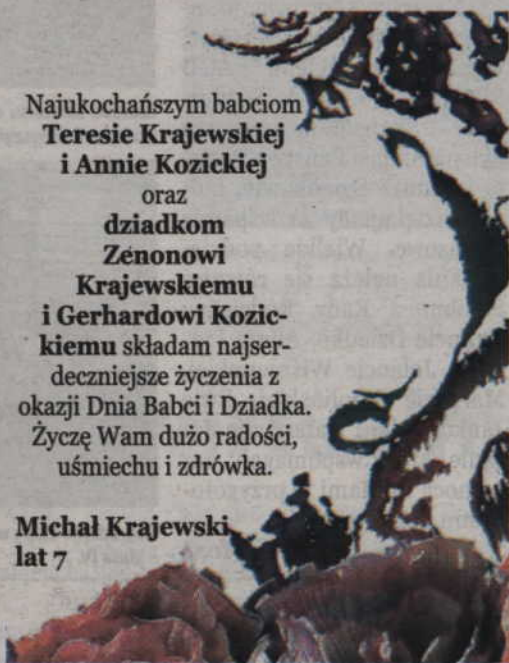 Najukochańszym babciom
Teresie Krajewskiej
i Annie Kozickiej
oraz
dziadkom
Zenonowi
Krajewskiemu
i Gerhardowi Kozic-
kiemu składam najser-
deczniejsze życzenia z
okazji Dnia Babci i Dziadka.
Życzę Wam dużo radości,
uśmiechu i zdrówka.
Michał Krajewski
lat 7